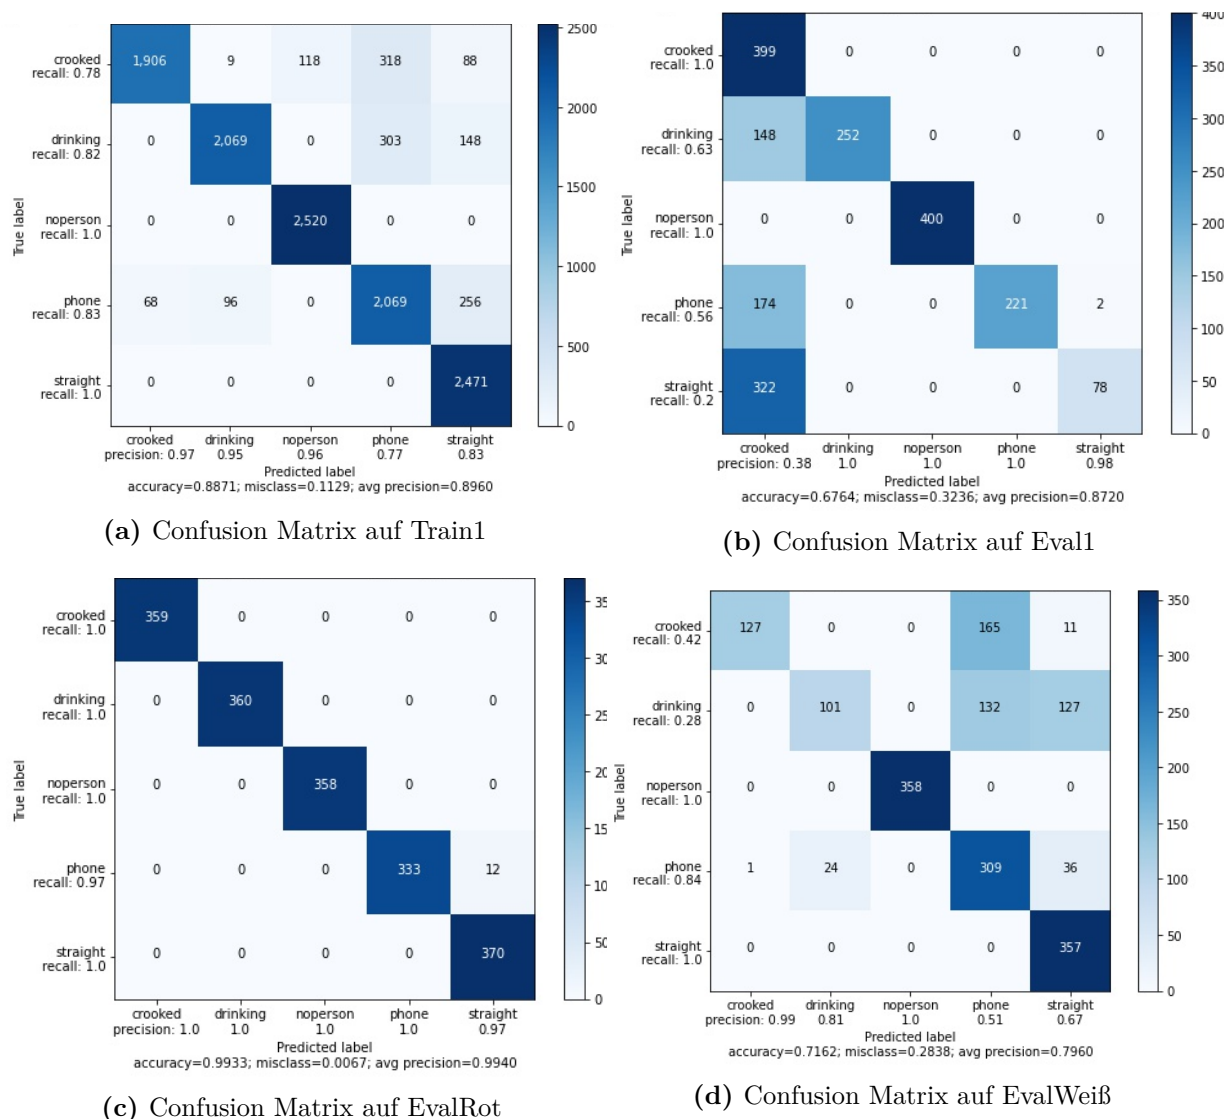 2500
crooked
recall: 0.78
1,906 9 118 318 88
drinking
recall: 0.82
0 2,069 0 303 148
2000
1500
True label
noperson
recall: 1.0
0 0 2,520 0 0
1000
phone
recall: 0.83
68 96 0 2,069 256
500
straight
recall: 1.0
0 0 0 0 2,471
0
crooked drinking noperson phone straight
precision: 0.97 0.95 0.96 0.77 0.83
Predicted label
accuracy=0.8871; misclass=0.1129; avg precision=0.8960
(a) Confusion Matrix auf Train1
400
crooked
recall: 1.0
399 0 0 0 0
350
300
drinking
recall: 0.63
148 252 0 0 0
250
True label
noperson
recall: 1.0
0 0 400 0 0
200
150
phone
recall: 0.56
174 0 0 221 2
100
50
straight
recall: 0.2
322 0 0 0 78
0
crooked drinking noperson phone straight
precision: 0.38 1.0 1.0 1.0 0.98
Predicted label
accuracy=0.6764; misclass=0.3236; avg precision=0.8720
(b) Confusion Matrix auf Eval1
35
crooked
recall: 1.0
359 0 0 0 0
30
drinking
recall: 1.0
0 360 0 0 0
25
20
True label
noperson
recall: 1.0
0 0 358 0 0
15
10
phone
recall: 0.97
0 0 0 333 12
50
straight
recall: 1.0
0 0 0 0 370
0
crooked drinking noperson phone straight
precision: 1.0 1.0 1.0 1.0 0.97
Predicted label
accuracy=0.9933; misclass=0.0067; avg precision=0.9940
(c) Confusion Matrix auf EvalRot
350
crooked
recall: 0.42
127 0 0 165 11
300
drinking
recall: 0.28
0 101 0 132 127
250
200
True label
noperson
recall: 1.0
0 0 358 0 0
150
phone
recall: 0.84
1 24 0 309 36
100
50
straight
recall: 1.0
0 0 0 0 357
0
crooked drinking noperson phone straight
precision: 0.99 0.81 1.0 0.51 0.67
Predicted label
accuracy=0.7162; misclass=0.2838; avg precision=0.7960
(d) Confusion Matrix auf EvalWeiß